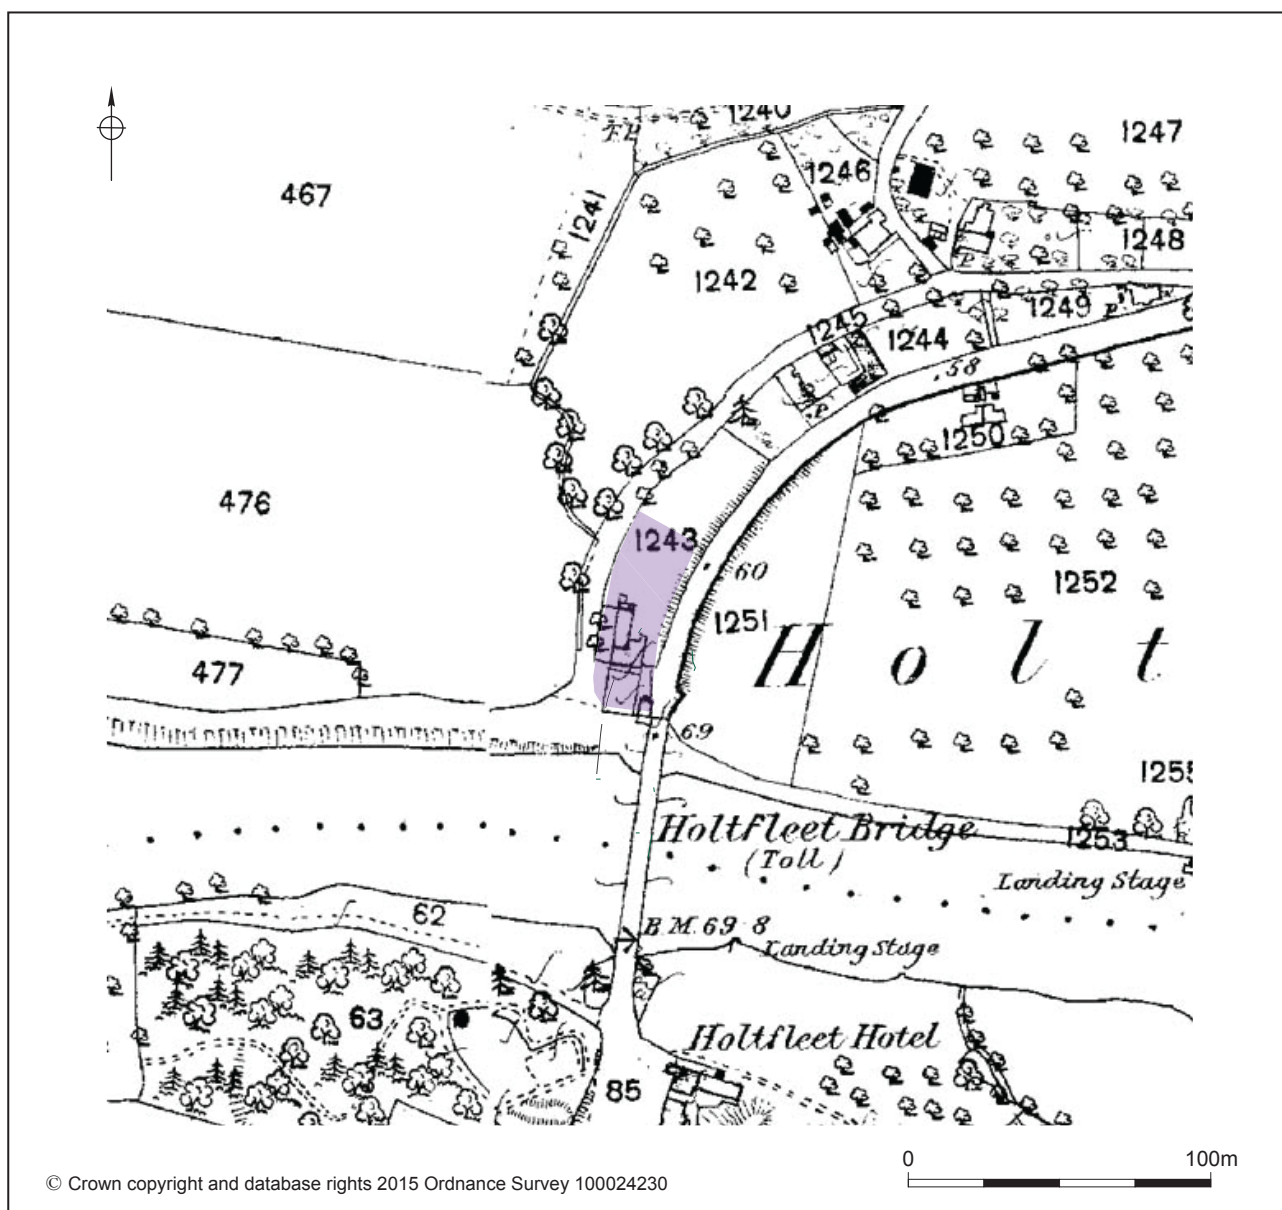 1240
F.P.
1247
467
1241
1246
1242
1248
P
1249
P
1245
1244
.58
P
1250
476
1243
60
1252
1251
Holt
477
69
1255
Holtfleet Bridge
(Toll)
1253
Landing Stage
62
B.M. 69·8
Landing Stage
63
Holtfleet Hotel
85
0 100m
© Crown copyright and database rights 2015 Ordnance Survey 100024230